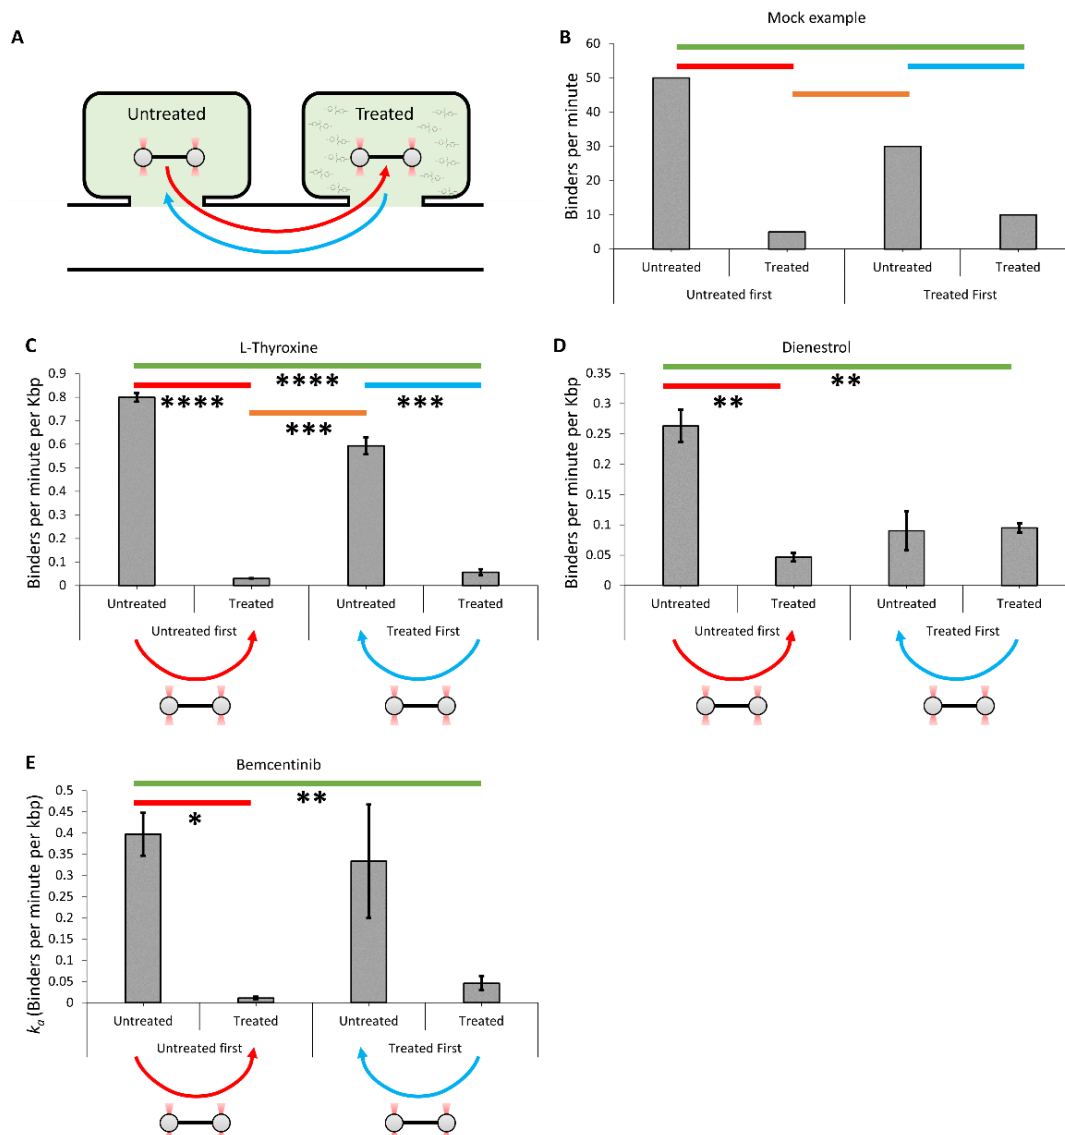 A
Untreated
Treated
B
Mock example
Binders per minute
60
50
40
30
20
10
0
Untreated
Treated
Untreated
Treated
Untreated first
Treated First
C
L-Thyroxine
Binders per minute per Kbp
0.9
0.8
0.7
0.6
0.5
0.4
0.3
0.2
0.1
0
****
****
***
***
Untreated
Treated
Untreated
Treated
Untreated first
Treated First
D
Dienestrol
Binders per minute per Kbp
0.35
0.3
0.25
0.2
0.15
0.1
0.05
0
**
**
Untreated
Treated
Untreated
Treated
Untreated first
Treated First
E
Bemcentinib
ka (Binders per minute per kbp)
0.5
0.45
0.4
0.35
0.3
0.25
0.2
0.15
0.1
0.05
0
**
*
Untreated
Treated
Untreated
Treated
Untreated first
Treated First